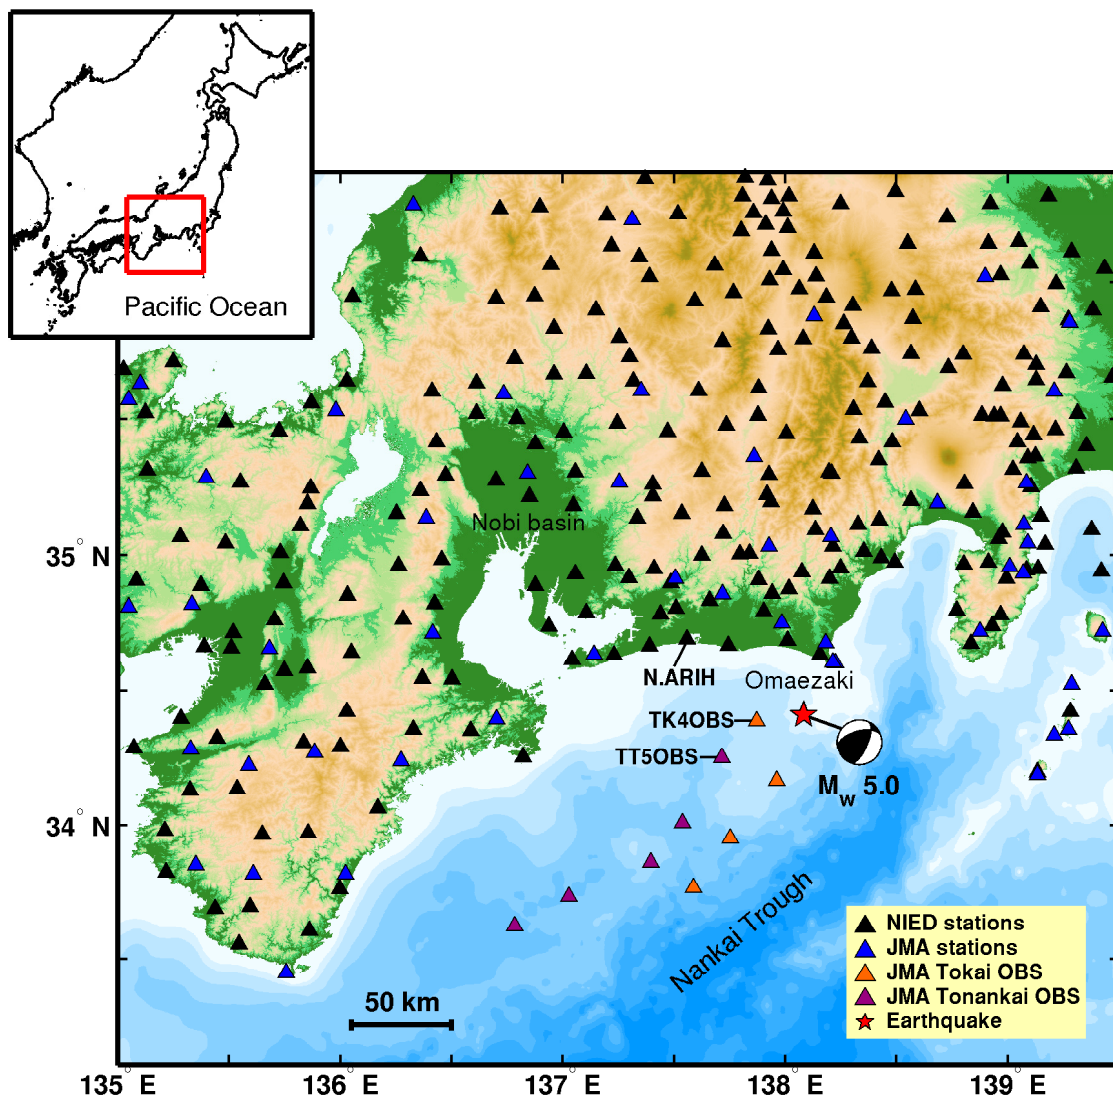 Pacific Ocean
Nobi basin
35° N
N.ARIH
Omaezaki
TK4OBS
TT5OBS
Mw 5.0
34° N
Nankai Trough
NIED stations
JMA stations
JMA Tokai OBS
JMA Tonankai OBS
Earthquake
50 km
135° E
136° E
137° E
138° E
139° E